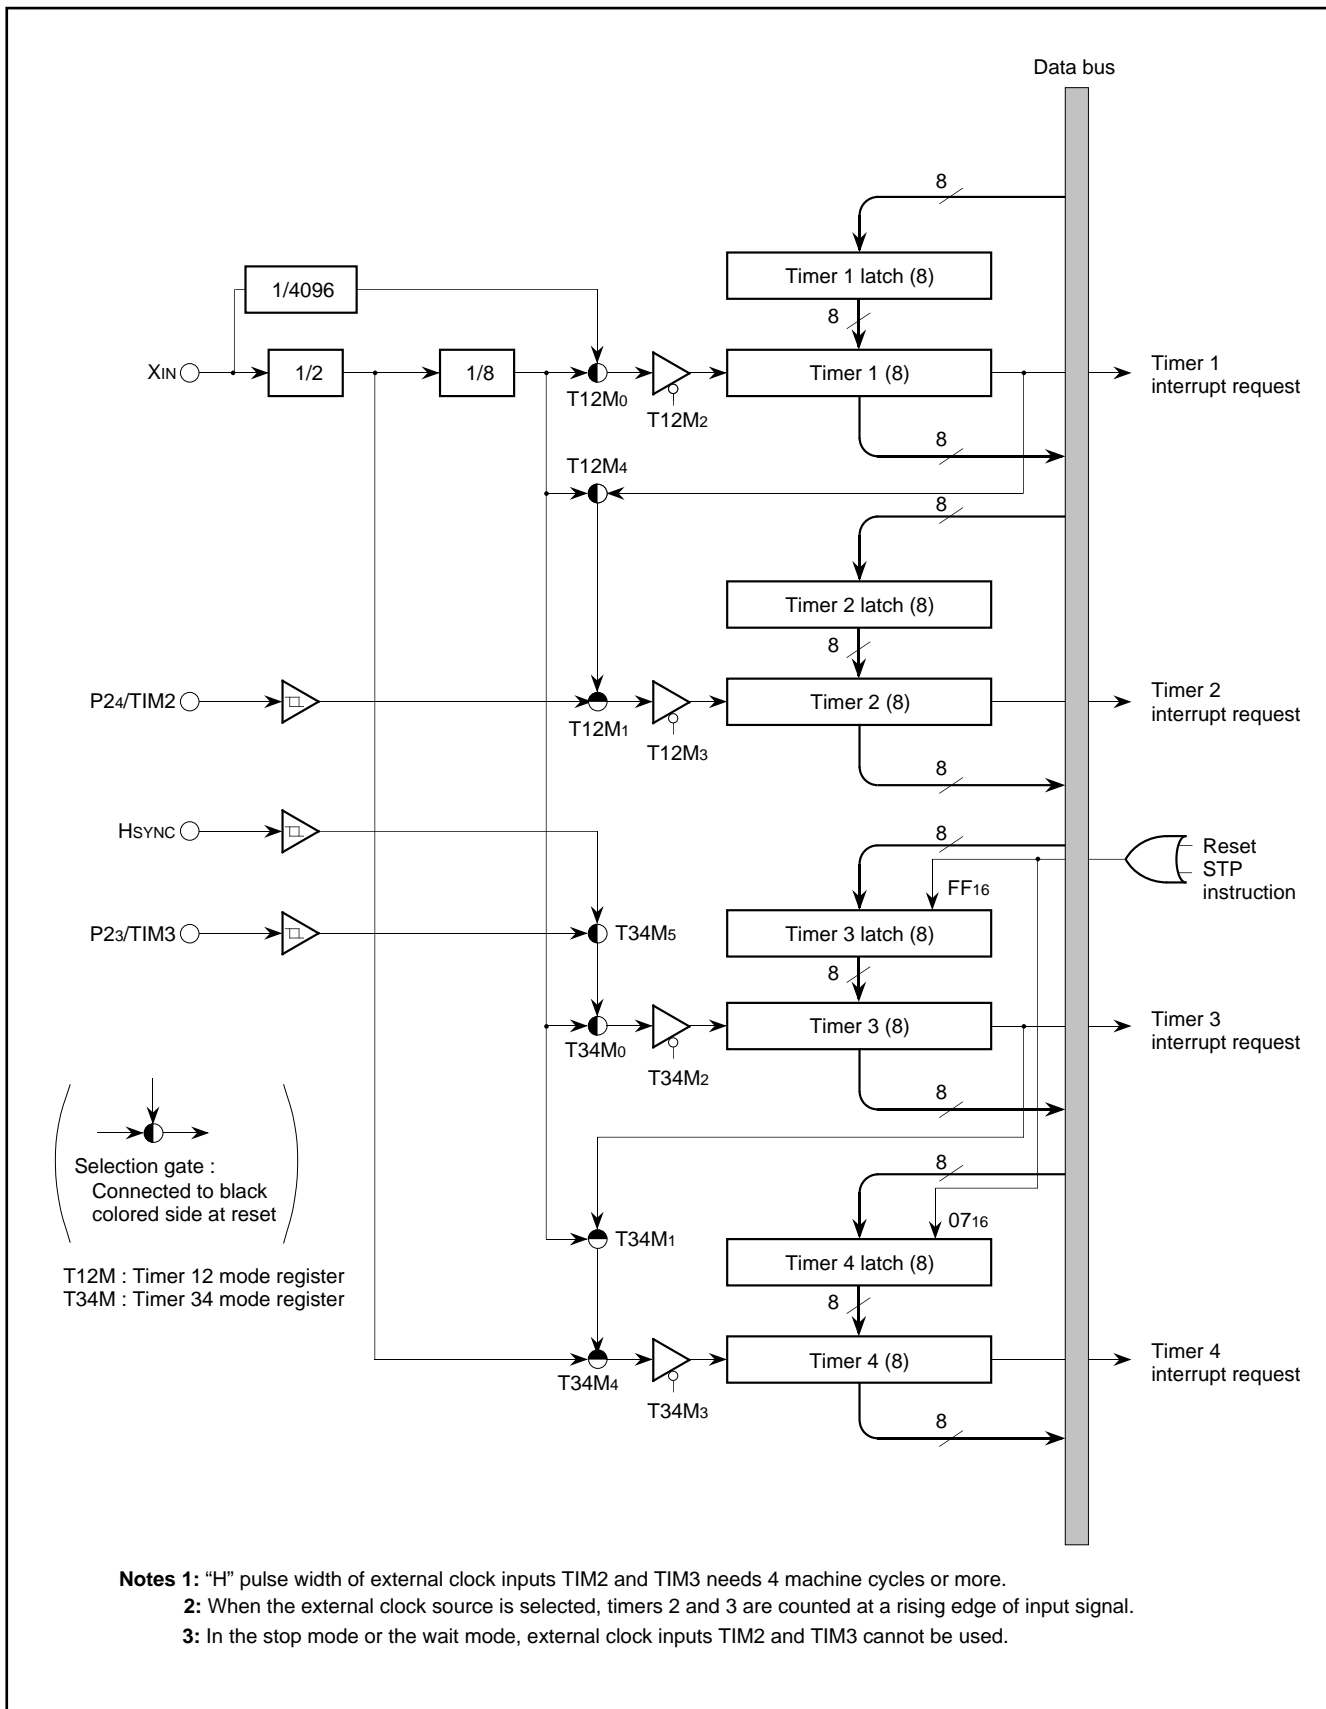 Data bus
8
Timer 1 latch (8)
1/4096
8
XIN
1/2
1/8
Timer 1 (8)
Timer 1
interrupt request
T12M0
T12M2
8
T12M4
8
Timer 2 latch (8)
8
P24/TIM2
Timer 2 (8)
Timer 2
interrupt request
T12M1
T12M3
8
HSYNC
8
Reset
STP
instruction
FF16
P23/TIM3
T34M5
Timer 3 latch (8)
8
Timer 3 (8)
Timer 3
interrupt request
T34M0
T34M2
8
Selection gate :
Connected to black
colored side at reset
8
0716
T34M1
Timer 4 latch (8)
T12M : Timer 12 mode register
T34M : Timer 34 mode register
8
Timer 4 (8)
Timer 4
interrupt request
T34M4
T34M3
8
Notes 1: “H” pulse width of external clock inputs TIM2 and TIM3 needs 4 machine cycles or more.
2: When the external clock source is selected, timers 2 and 3 are counted at a rising edge of input signal.
3: In the stop mode or the wait mode, external clock inputs TIM2 and TIM3 cannot be used.